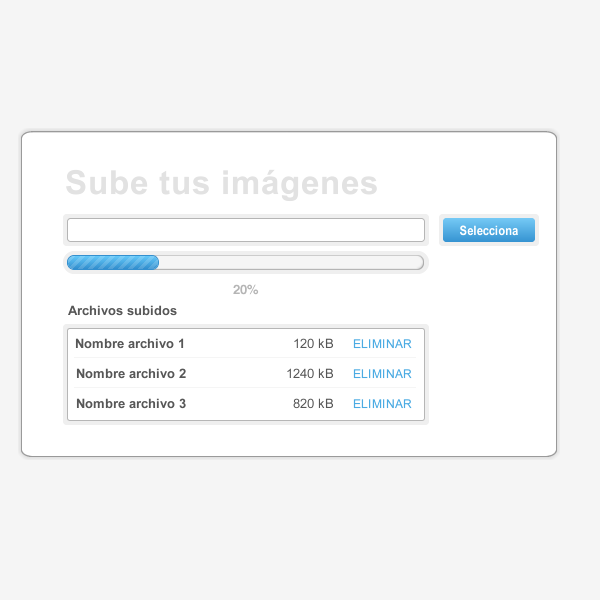 Sube tus imágenes
Selecciona
20%
Archivos subidos
Nombre archivo 1 120 kB ELIMINAR
Nombre archivo 2 1240 kB ELIMINAR
Nombre archivo 3 820 kB ELIMINAR